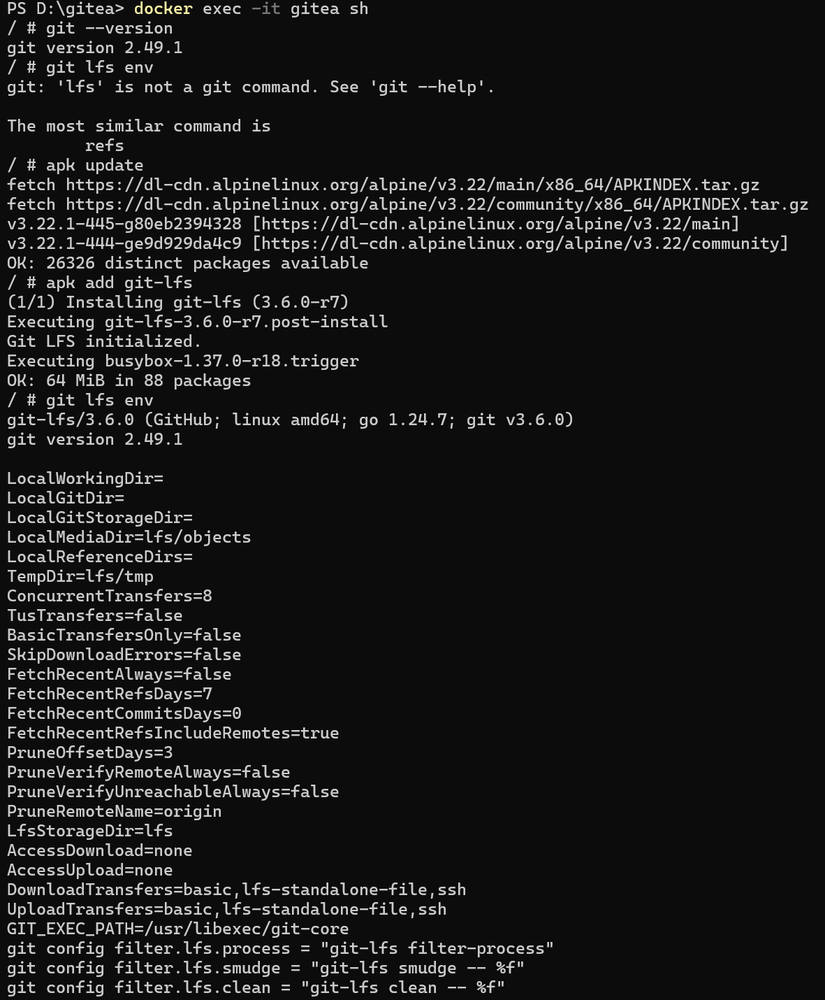 PS D:\gitea> docker exec -it gitea sh
/ # git --version
git version 2.49.1
/ # git lfs env
git: 'lfs' is not a git command. See 'git --help'.

The most similar command is
        refs
/ # apk update
fetch https://dl-cdn.alpinelinux.org/alpine/v3.22/main/x86_64/APKINDEX.tar.gz
fetch https://dl-cdn.alpinelinux.org/alpine/v3.22/community/x86_64/APKINDEX.tar.gz
v3.22.1-445-g80eb2394328 [https://dl-cdn.alpinelinux.org/alpine/v3.22/main]
v3.22.1-444-ge9d929da4c9 [https://dl-cdn.alpinelinux.org/alpine/v3.22/community]
OK: 26326 distinct packages available
/ # apk add git-lfs
(1/1) Installing git-lfs (3.6.0-r7)
Executing git-lfs-3.6.0-r7.post-install
Git LFS initialized.
Executing busybox-1.37.0-r18.trigger
OK: 64 MiB in 88 packages
/ # git lfs env
git-lfs/3.6.0 (GitHub; linux amd64; go 1.24.7; git v3.6.0)
git version 2.49.1

LocalWorkingDir=
LocalGitDir=
LocalGitStorageDir=
LocalMediaDir=lfs/objects
LocalReferenceDirs=
TempDir=lfs/tmp
ConcurrentTransfers=8
TusTransfers=false
BasicTransfersOnly=false
SkipDownloadErrors=false
FetchRecentAlways=false
FetchRecentRefsDays=7
FetchRecentCommitsDays=0
FetchRecentRefsIncludeRemotes=true
PruneOffsetDays=3
PruneVerifyRemoteAlways=false
PruneVerifyUnreachableAlways=false
PruneRemoteName=origin
LfsStorageDir=lfs
AccessDownload=none
AccessUpload=none
DownloadTransfers=basic,lfs-standalone-file,ssh
UploadTransfers=basic,lfs-standalone-file,ssh
GIT_EXEC_PATH=/usr/libexec/git-core
git config filter.lfs.process = "git-lfs filter-process"
git config filter.lfs.smudge = "git-lfs smudge -- %f"
git config filter.lfs.clean = "git-lfs clean -- %f"